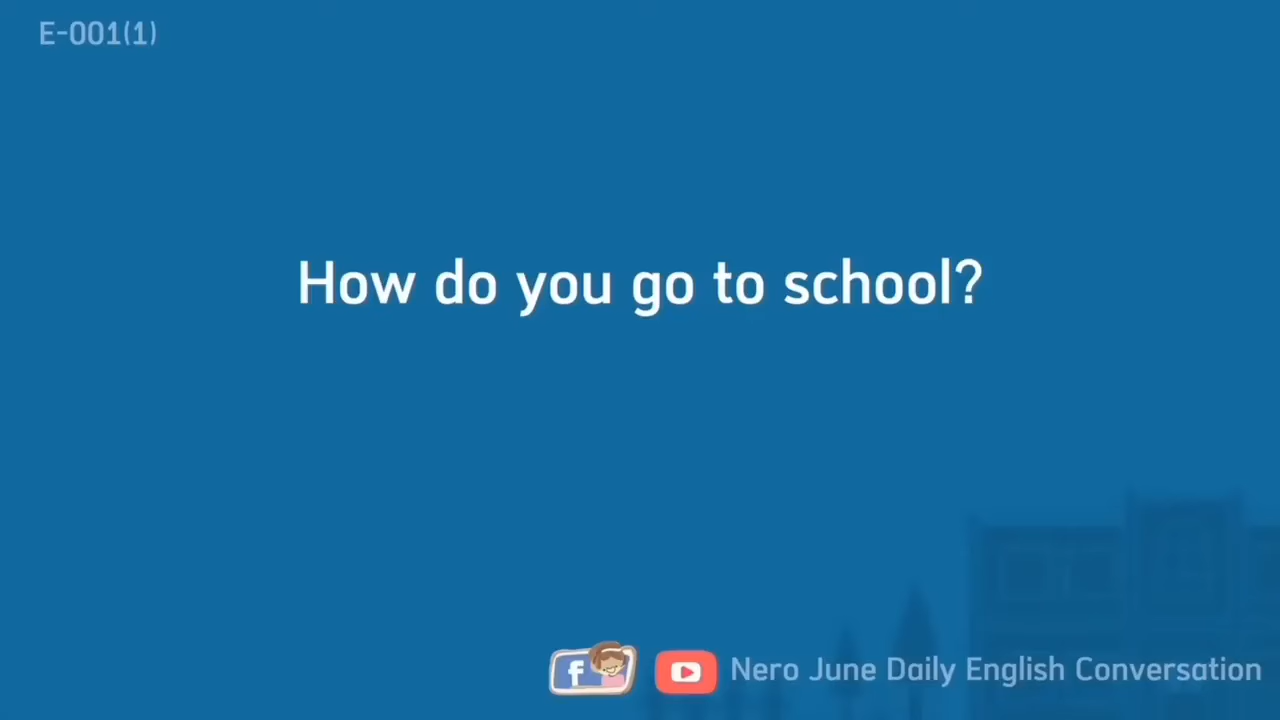 E-001(1)
How do you go to school?
f
Nero June Daily English Conversation